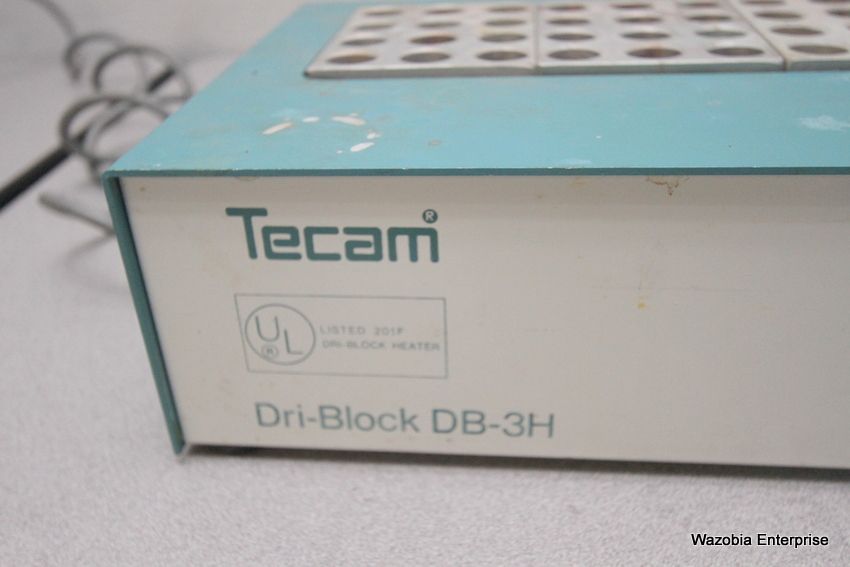 Tecam®
UL®
LISTED 201F
DRI-BLOCK HEATER
Dri-Block DB-3H
Wazobia Enterprise